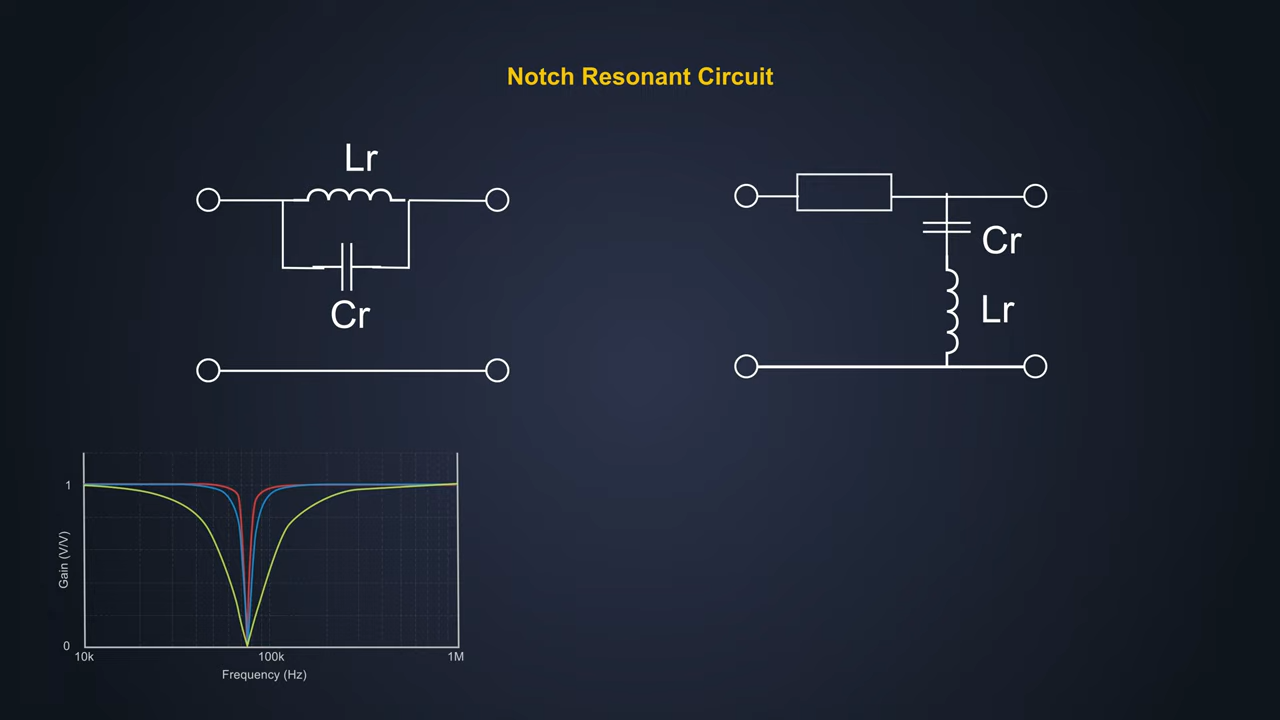 Notch Resonant Circuit
Lr
Cr
Cr
Lr
1
Gain (V/V)
0
10k 100k 1M
Frequency (Hz)